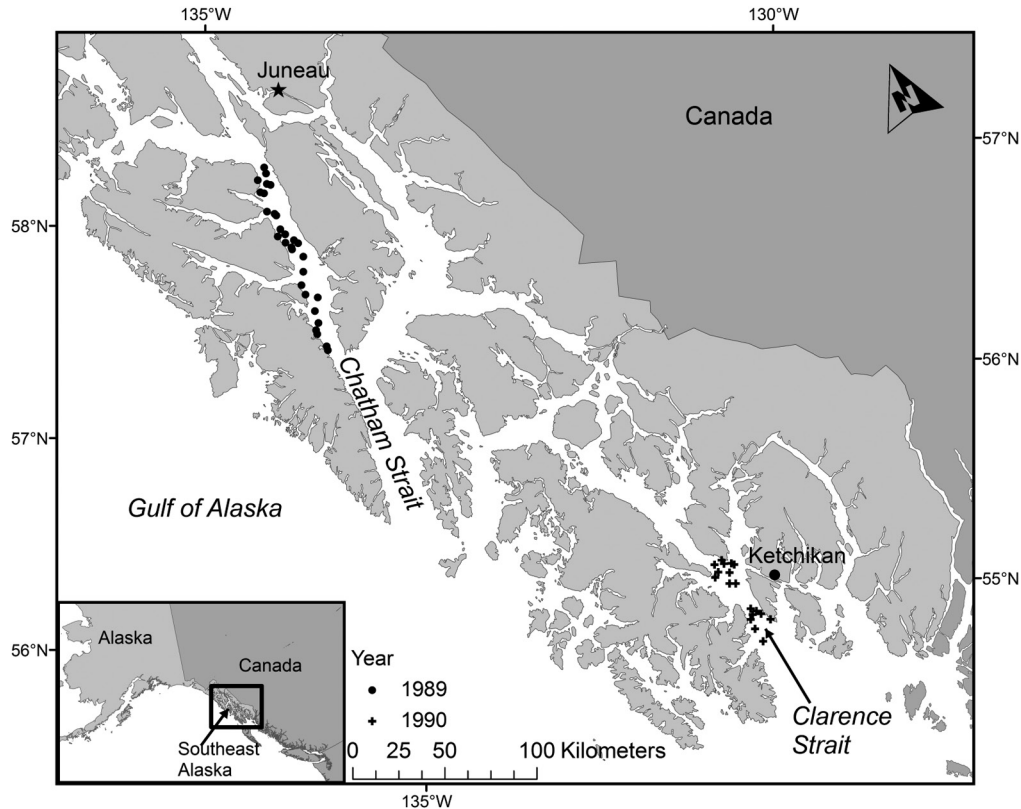 135°W
130°W
Juneau
Canada
N
57°N
58°N
56°N
Chatham Strait
57°N
Gulf of Alaska
Ketchikan
55°N
56°N
Alaska
Canada
Southeast
Alaska
Year
1989
1990
0 25 50 100 Kilometers
Clarence
Strait
135°W